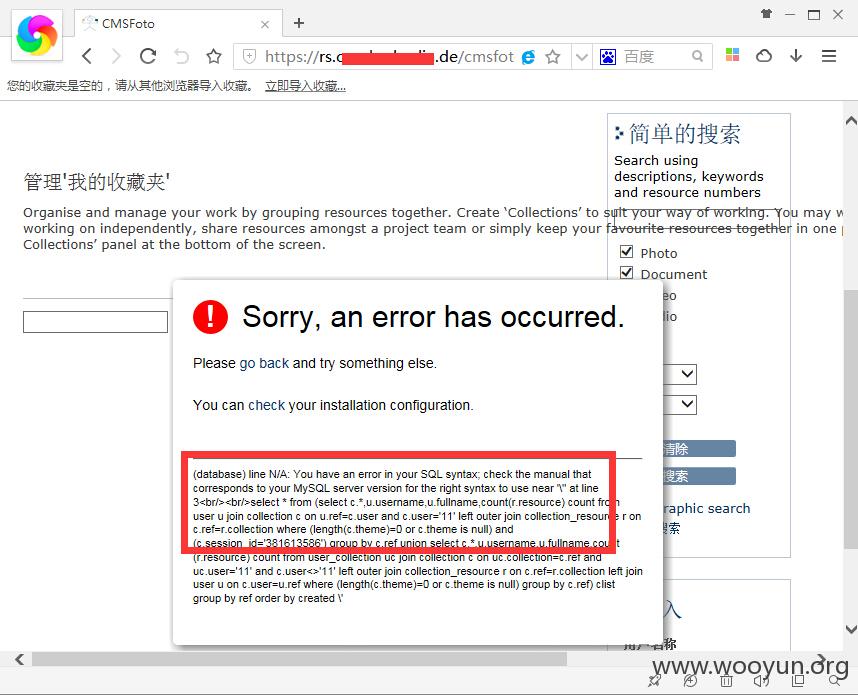 CMSFoto
https://rs.c
.de/cmsfot
百度
您的收藏夹是空的，请从其他浏览器导入收藏。 立即导入收藏...
管理'我的收藏夹'
Organise and manage your work by grouping resources together. Create ‘Collections’ to suit your way of working. You may w
working on independently, share resources amongst a project team or simply keep your favourite resources together in one p
Collections’ panel at the bottom of the screen.
简单的搜索
Search using
descriptions, keywords
and resource numbers
Photo
Document
eo
io
清除
搜索
raphic search
搜索
Sorry, an error has occurred.
Please go back and try something else.
You can check your installation configuration.
(database) line N/A: You have an error in your SQL syntax; check the manual that
corresponds to your MySQL server version for the right syntax to use near '\'' at line
3<br/><br/>select * from (select c.*,u.username,u.fullname,count(r.resource) count from
user u join collection c on u.ref=c.user and c.user='11' left outer join collection_resource r on
c.ref=r.collection where (length(c.theme)=0 or c.theme is null) and
(c.session_id='381613586') group by c.ref union select c.*,u.username,u.fullname,count
(r.resource) count from user_collection uc join collection c on uc.collection=c.ref and
uc.user='11' and c.user<>'11' left outer join collection_resource r on c.ref=r.collection left join
user u on c.user=u.ref where (length(c.theme)=0 or c.theme is null) group by c.ref) clist
group by ref order by created \'
入
用户名称
www.wooyun.org